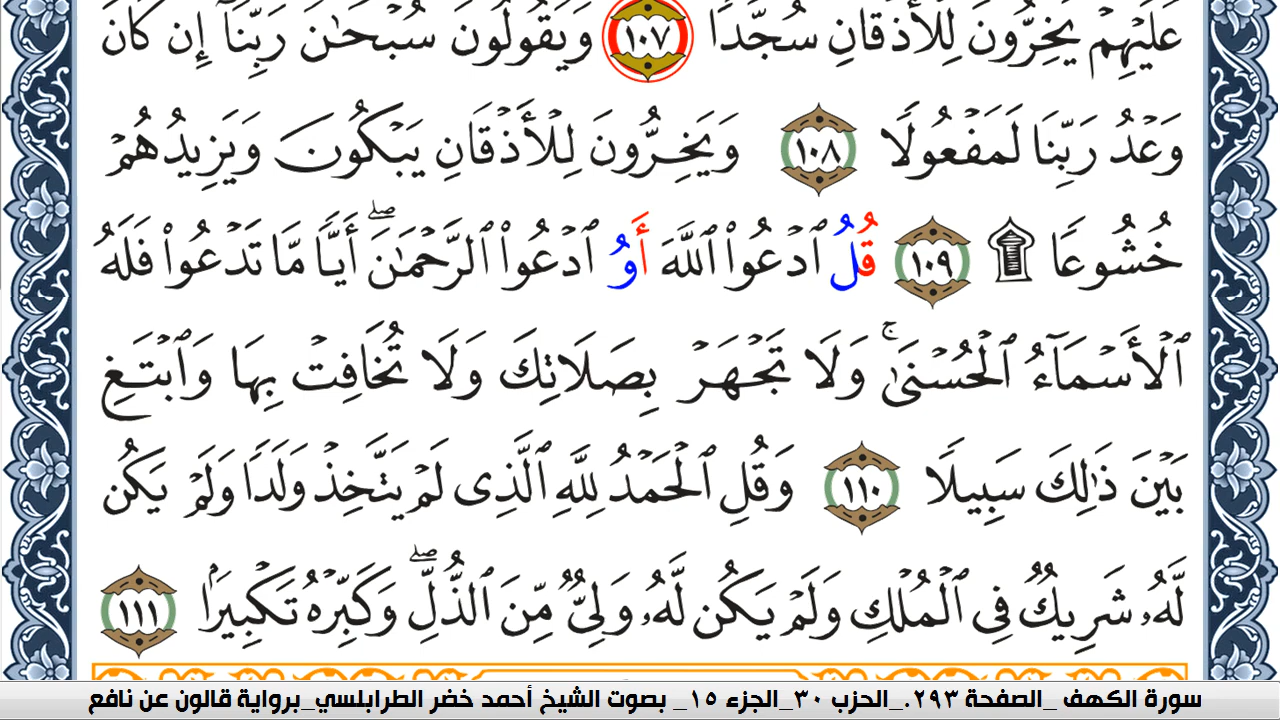 عَلَيْهِمْ يَخِرُّونَ لِلْأَذْقَانِ سُجَّدًا ١٠٧ وَيَقُولُونَ سُبْحَٰنَ رَبِّنَآ إِن كَانَ
وَعْدُ رَبِّنَا لَمَفْعُولًا ١٠٨ وَيَخِرُّونَ لِلْأَذْقَانِ يَبْكُونَ وَيَزِيدُهُمْ
خُشُوعًا ۩ ١٠٩ قُلُ ٱدْعُوا۟ ٱللَّهَ أَوُ ٱدْعُوا۟ ٱلرَّحْمَٰنَۖ أَيًّا مَّا تَدْعُوا۟ فَلَهُ
ٱلْأَسْمَآءُ ٱلْحُسْنَىٰۚ وَلَا تَجْهَرْ بِصَلَاتِكَ وَلَا تُخَافِتْ بِهَا وَٱبْتَغِ
بَيْنَ ذَٰلِكَ سَبِيلًا ١١٠ وَقُلِ ٱلْحَمْدُ لِلَّهِ ٱلَّذِى لَمْ يَتَّخِذْ وَلَدًا وَلَمْ يَكُن
لَّهُۥ شَرِيكٌ فِى ٱلْمُلْكِ وَلَمْ يَكُن لَّهُۥ وَلِىٌّ مِّنَ ٱلذُّلِّۖ وَكَبِّرْهُ تَكْبِيرًا ١١١
سورة الكهف _الصفحة ٢٩٣._الحزب ٣٠_الجزء ١٥_ بصوت الشيخ أحمد خضر الطرابلسي_برواية قالون عن نافع